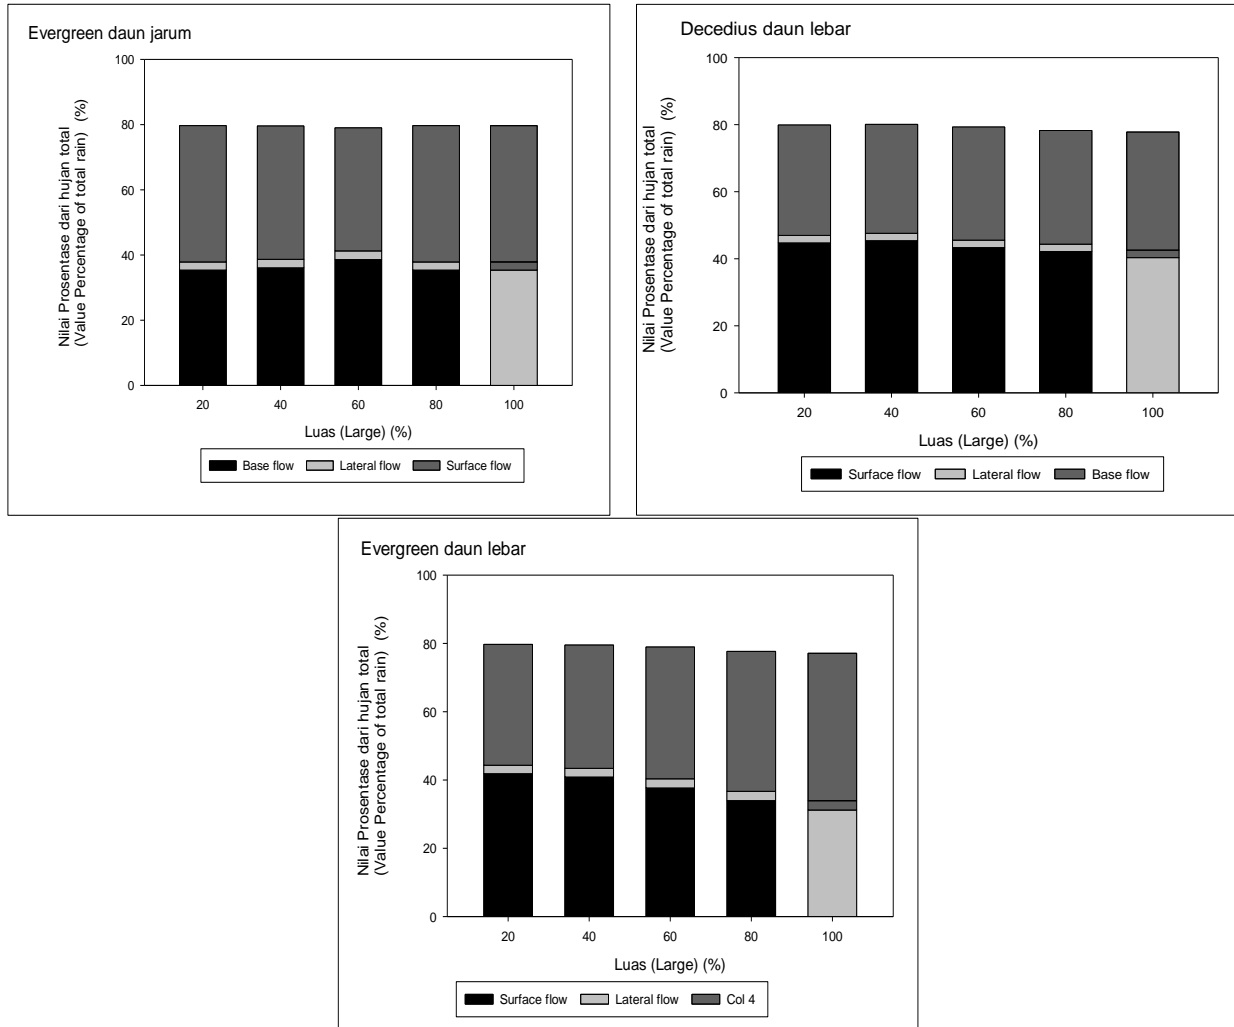 Evergreen daun jarum
Nilai Prosentase dari hujan total
(Value Percentage of total rain) (%)
100
80
60
40
20
0
20 40 60 80 100
Luas (Large) (%)
Base flow Lateral flow Surface flow
Decedius daun lebar
Nilai Prosentase dari hujan total
(Value Percentage of total rain) (%)
100
80
60
40
20
0
20 40 60 80 100
Luas (Large) (%)
Surface flow Lateral flow Base flow
Evergreen daun lebar
Nilai Prosentase dari hujan total
(Value Percentage of total rain) (%)
100
80
60
40
20
0
20 40 60 80 100
Luas (Large) (%)
Surface flow Lateral flow Col 4